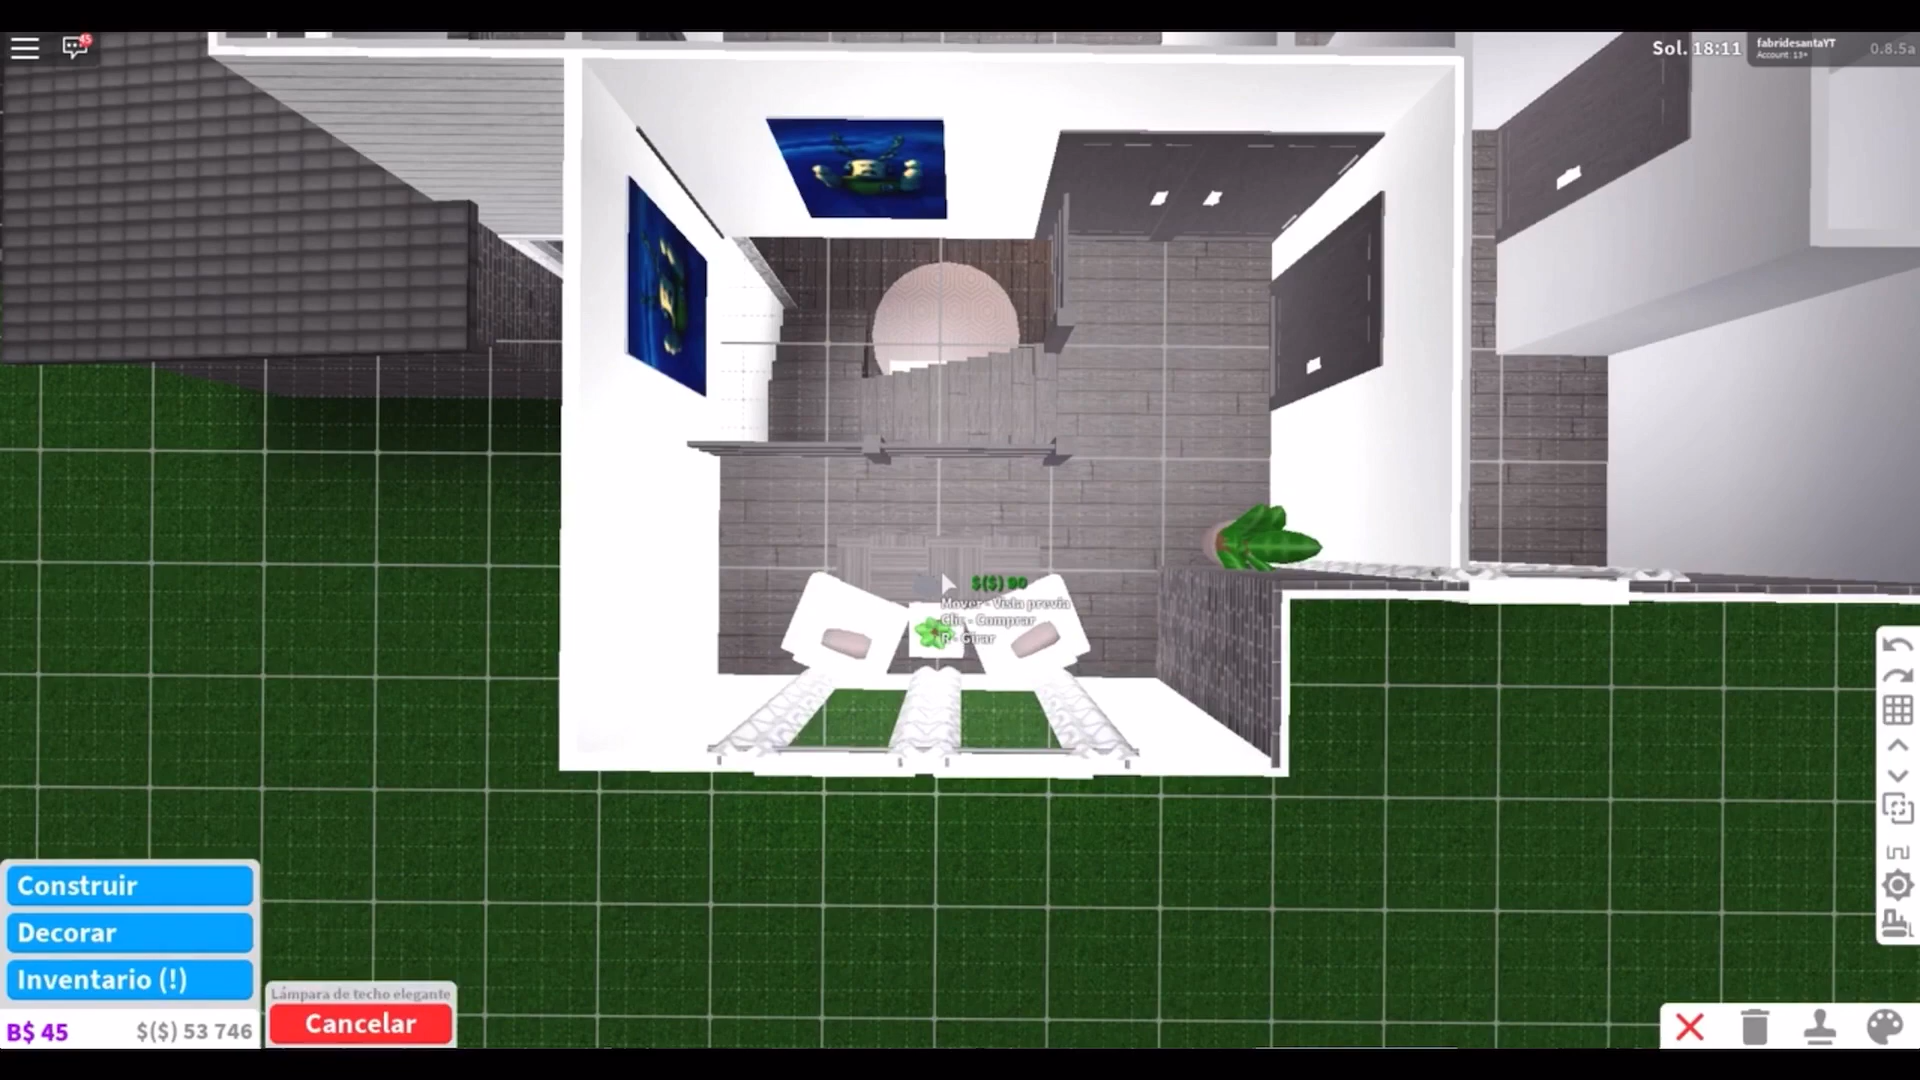 45
Sol. 18:11
fabridesantaYT
Account: 13+
0.8.5a
$($) 90
Mover - Vista previa
Clic - Comprar
R - Girar
Construir
Decorar
Inventario (!)
Lámpara de techo elegante
B$ 45
$($) 53 746
Cancelar